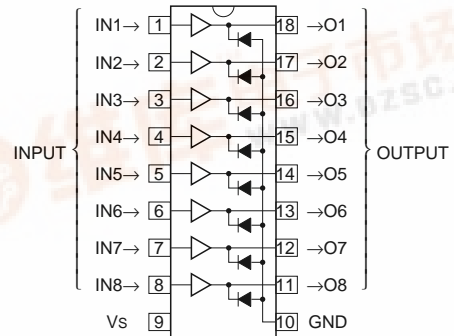 IN1→ 1 18 →O1
IN2→ 2 17 →O2
IN3→ 3 16 →O3
IN4→ 4 15 →O4
INPUT OUTPUT
IN5→ 5 14 →O5
IN6→ 6 13 →O6
IN7→ 7 12 →O7
IN8→ 8 11 →O8
Vs 9 10 GND